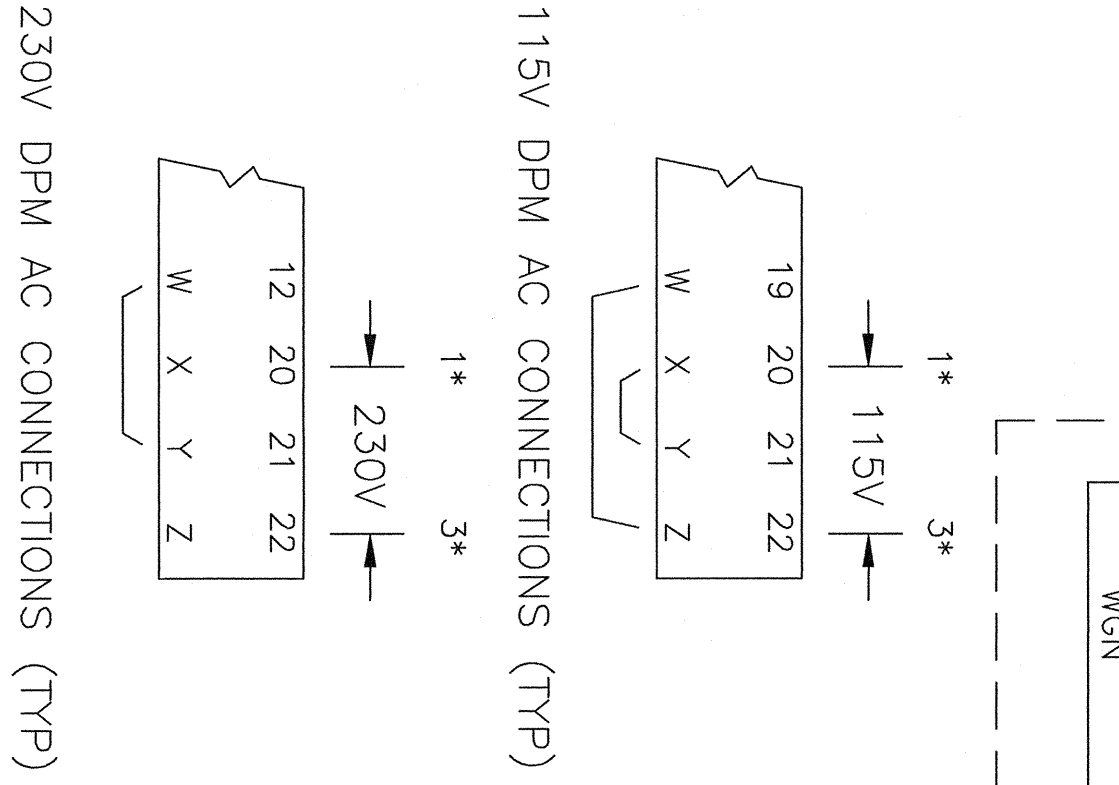 WGN
1* 3*
115V
19 20 21 22
W X Y Z
115V DPM AC CONNECTIONS (TYP)
1* 3*
230V
12 20 21 22
W X Y Z
230V DPM AC CONNECTIONS (TYP)